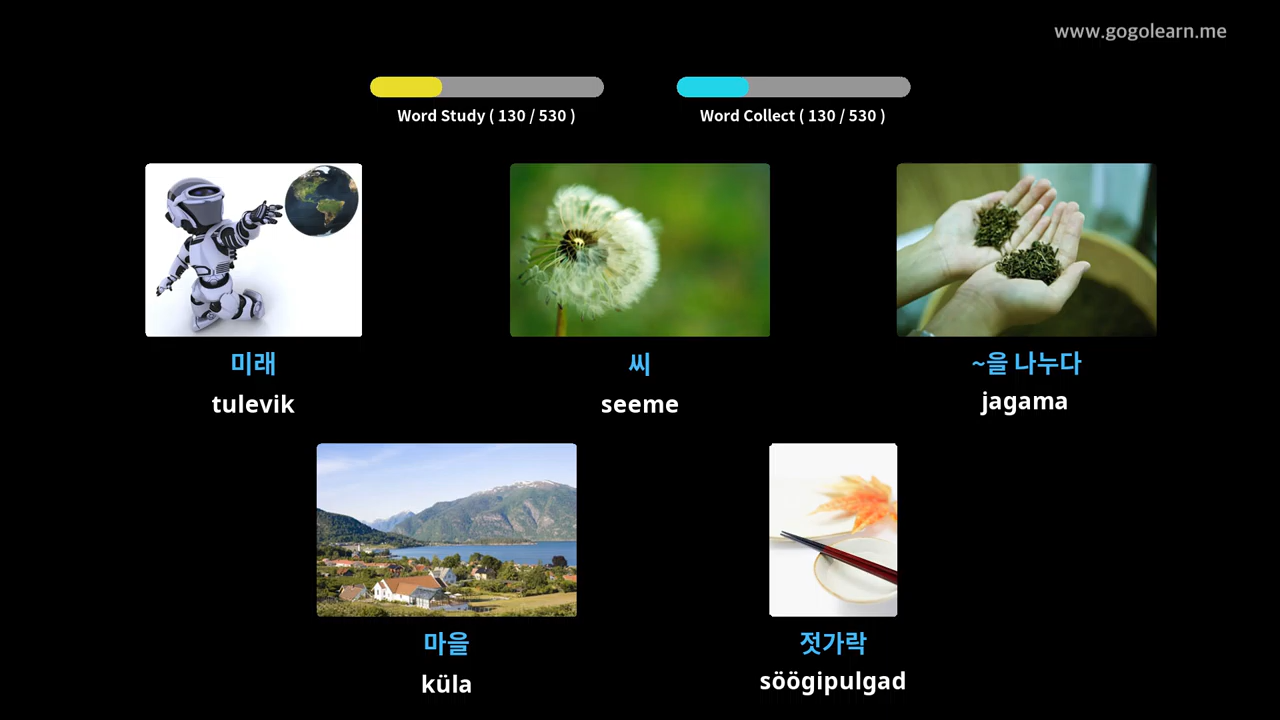 www.gogolearn.me
Word Study ( 130 / 530 )
Word Collect ( 130 / 530 )
미래
tulevik
씨
seeme
~을 나누다
jagama
마을
küla
젓가락
söögipulgad